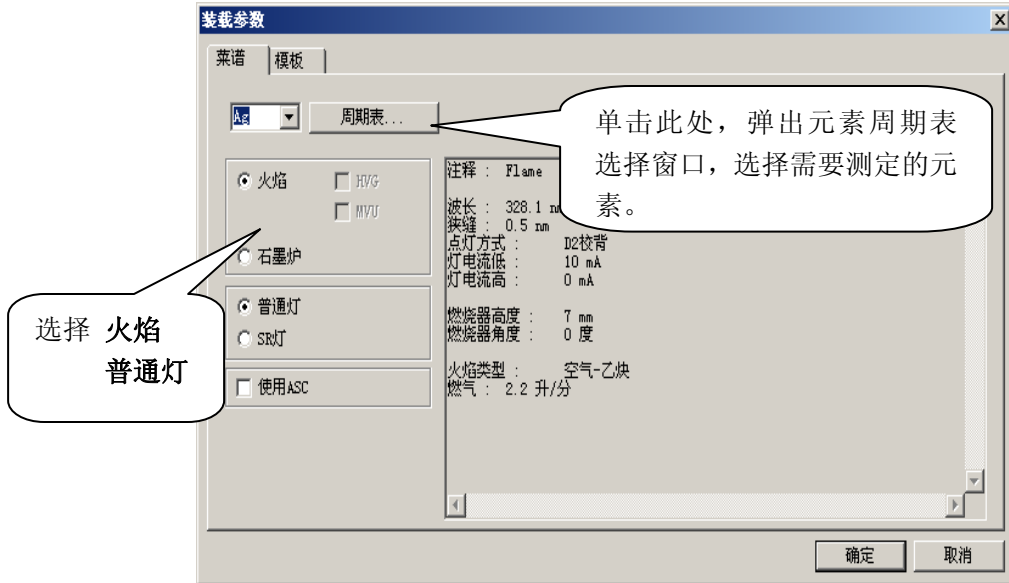 装载参数
菜谱 模板
Ag 周期表...
单击此处，弹出元素周期表
选择窗口，选择需要测定的元
素。
火焰 HVG
MVU
石墨炉
普通灯
SR灯
使用ASC
选择 火焰
普通灯
注释： Flame
波长： 328.1 nm
狭缝： 0.5 nm
点灯方式： D2校背
灯电流低： 10 mA
灯电流高： 0 mA
燃烧器高度： 7 mm
燃烧器角度： 0 度
火焰类型： 空气-乙炔
燃气： 2.2 升/分
确定 取消